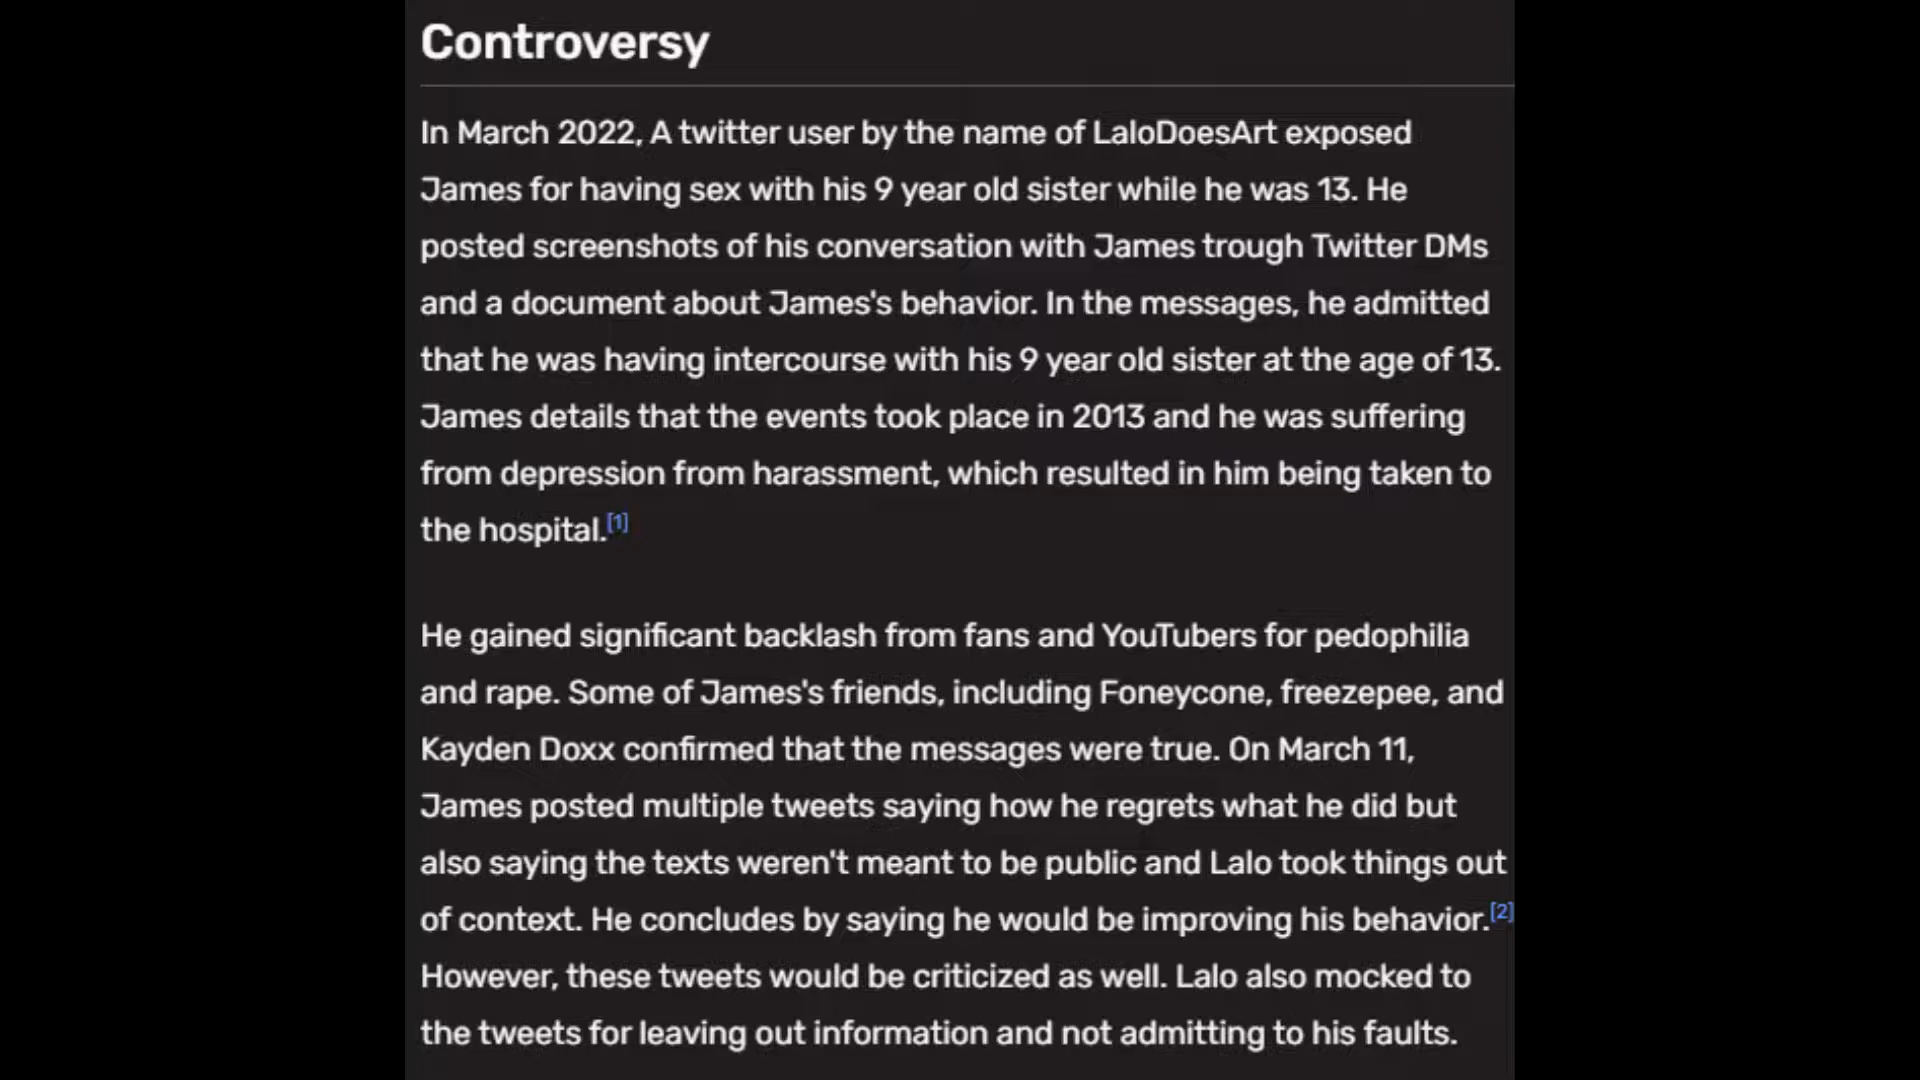 Controversy
In March 2022, A twitter user by the name of LaloDoesArt exposed
James for having sex with his 9 year old sister while he was 13. He
posted screenshots of his conversation with James trough Twitter DMs
and a document about James's behavior. In the messages, he admitted
that he was having intercourse with his 9 year old sister at the age of 13.
James details that the events took place in 2013 and he was suffering
from depression from harassment, which resulted in him being taken to
the hospital.[1]
He gained significant backlash from fans and YouTubers for pedophilia
and rape. Some of James's friends, including Foneycone, freezepee, and
Kayden Doxx confirmed that the messages were true. On March 11,
James posted multiple tweets saying how he regrets what he did but
also saying the texts weren't meant to be public and Lalo took things out
of context. He concludes by saying he would be improving his behavior.[2]
However, these tweets would be criticized as well. Lalo also mocked to
the tweets for leaving out information and not admitting to his faults.